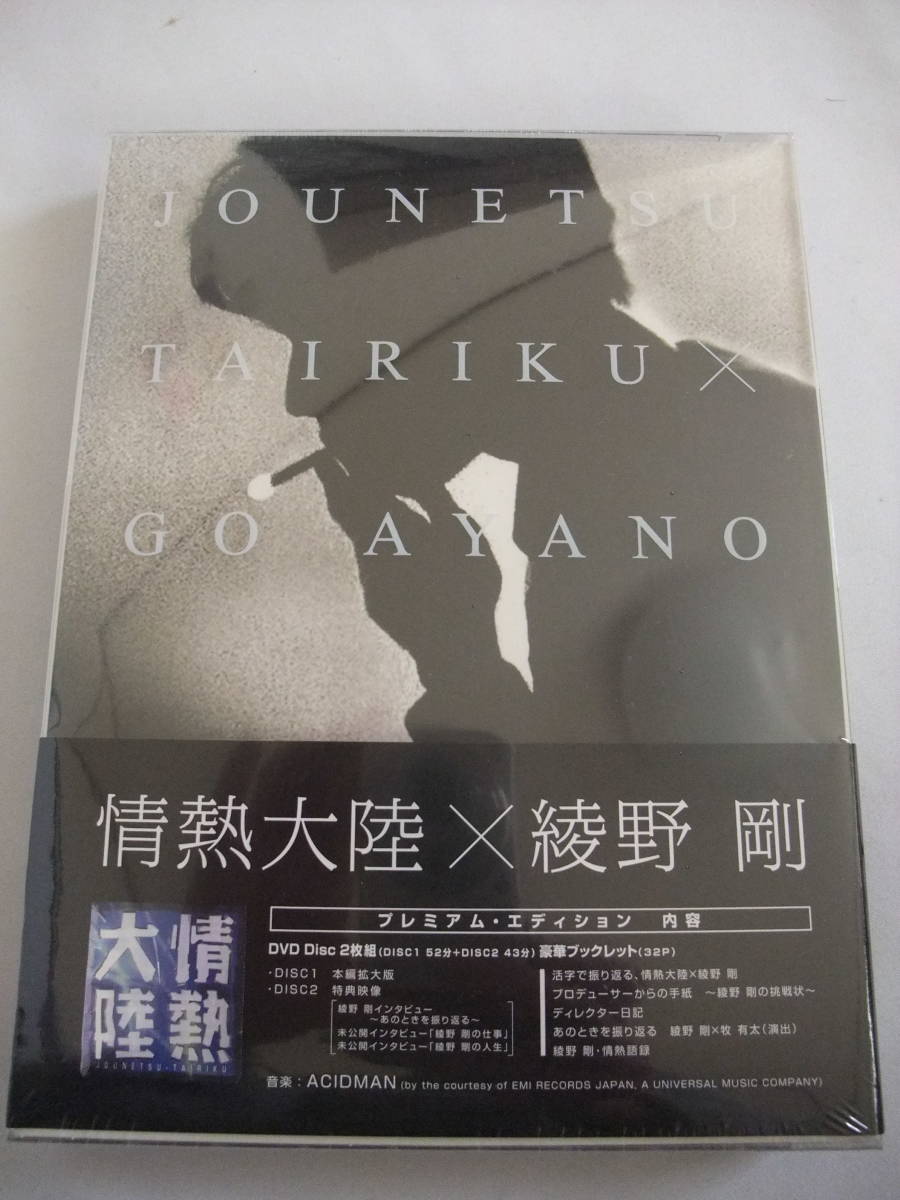 JOUNETSU
TAIRIKU×
GO AYANO
情熱大陸×綾野 剛
情熱
大陸
JOUNETSU・TAIRIKU
プレミアム・エディション 内容
DVD Disc 2枚組(DISC1 52分+DISC2 43分) 豪華ブックレット(32P)
・DISC1 本編拡大版
・DISC2 特典映像
綾野 剛インタビュー
～あのときを振り返る～
未公開インタビュー「綾野 剛の仕事」
未公開インタビュー「綾野 剛の人生」
活字で振り返る、情熱大陸×綾野 剛
プロデューサーからの手紙 ～綾野 剛の挑戦状～
ディレクター日記
あのときを振り返る 綾野 剛×牧 有太(演出)
綾野 剛・情熱語録
音楽：ACIDMAN (by the courtesy of EMI RECORDS JAPAN, A UNIVERSAL MUSIC COMPANY)